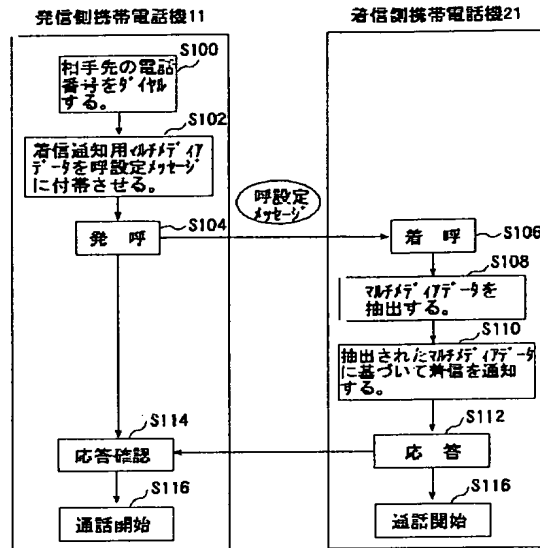 発信側携帯電話機11
着信側携帯電話機21
S100
相手先の電話
番号をダイヤル
する。
S102
着信通知用マルチメディア
データを呼設定メッセージ
に付帯させる。
呼設定
メッセージ
発 呼
S104
着 呼
S106
S108
マルチメディアデータを
抽出する。
S110
抽出されたマルチメディアデータ
に基づいて着信を通知
する。
S112
応 答
S114
応答確認
S116
通話開始
S116
通話開始